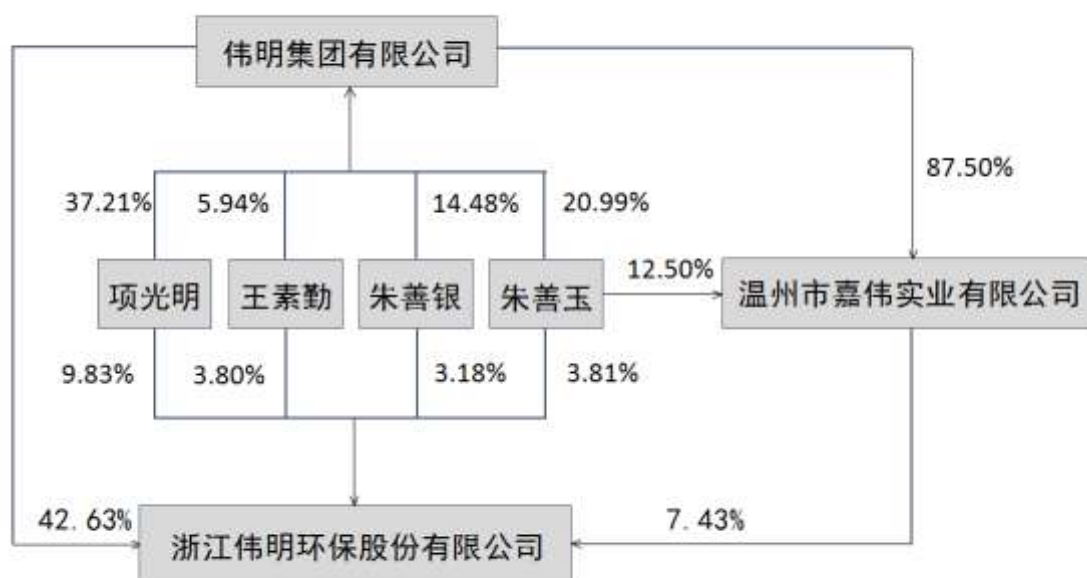 伟明集团有限公司
87.50%
37.21%
5.94%
14.48%
20.99%
项光明
王素勤
朱善银
朱善玉
12.50%
温州市嘉伟实业有限公司
9.83%
3.80%
3.18%
3.81%
42.63%
7.43%
浙江伟明环保股份有限公司